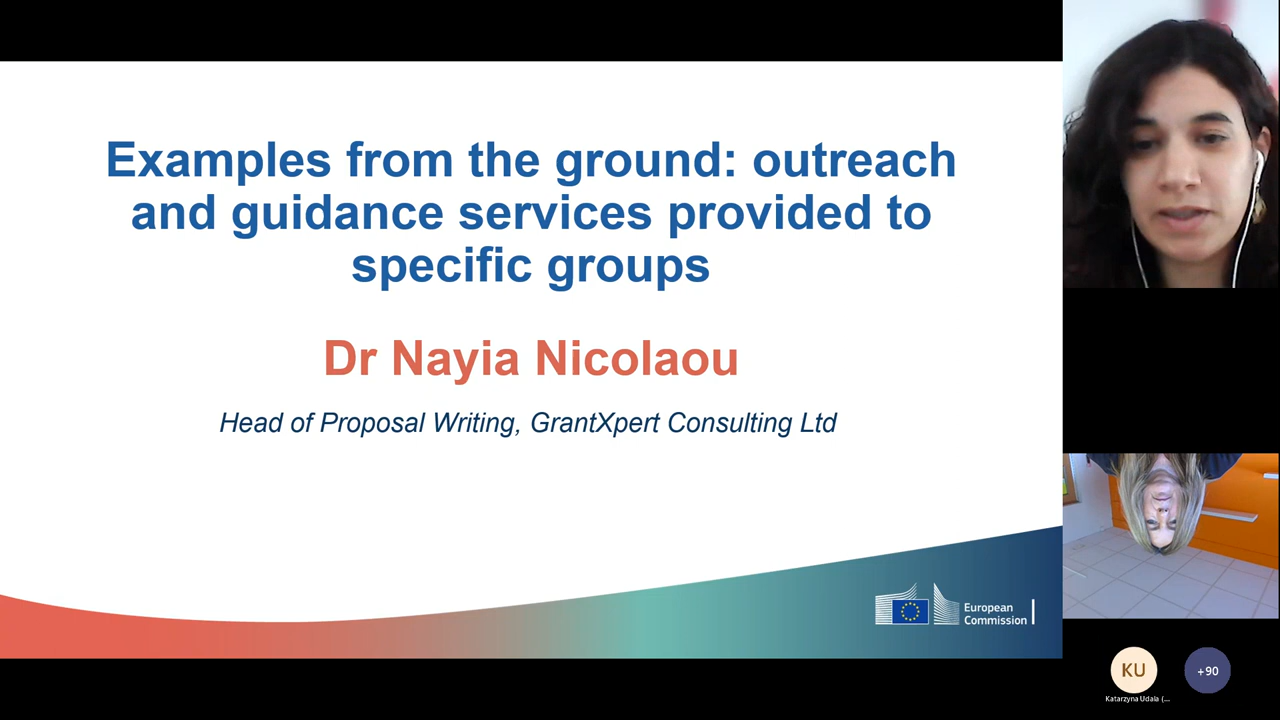 Examples from the ground: outreach
and guidance services provided to
specific groups
Dr Nayia Nicolaou
Head of Proposal Writing, GrantXpert Consulting Ltd
European
Commission
KU
+90
Katarzyna Udala (...